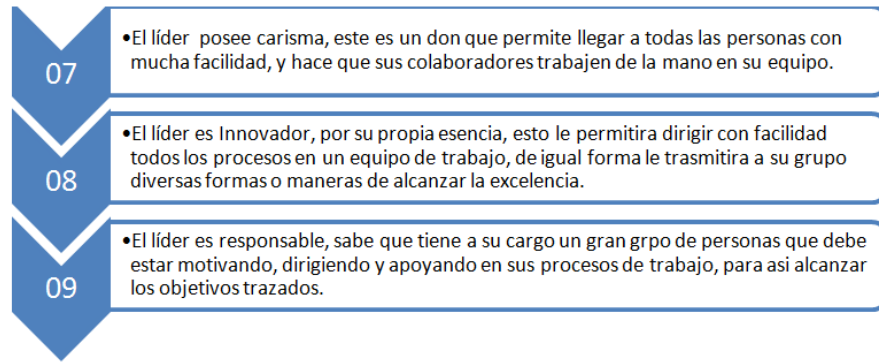 07
•El líder  posee carisma, este es un don que permite llegar a todas las personas con
mucha facilidad, y hace que sus colaboradores trabajen de la mano en su equipo.
08
•El líder es Innovador, por su propia esencia, esto le permitira dirigir con facilidad
todos los procesos en un equipo de trabajo, de igual forma le trasmitira a su grupo
diversas formas o maneras de alcanzar la excelencia.
09
•El líder es responsable, sabe que tiene a su cargo un gran grpo de personas que debe
estar motivando, dirigiendo y apoyando en sus procesos de trabajo, para asi alcanzar
los objetivos trazados.